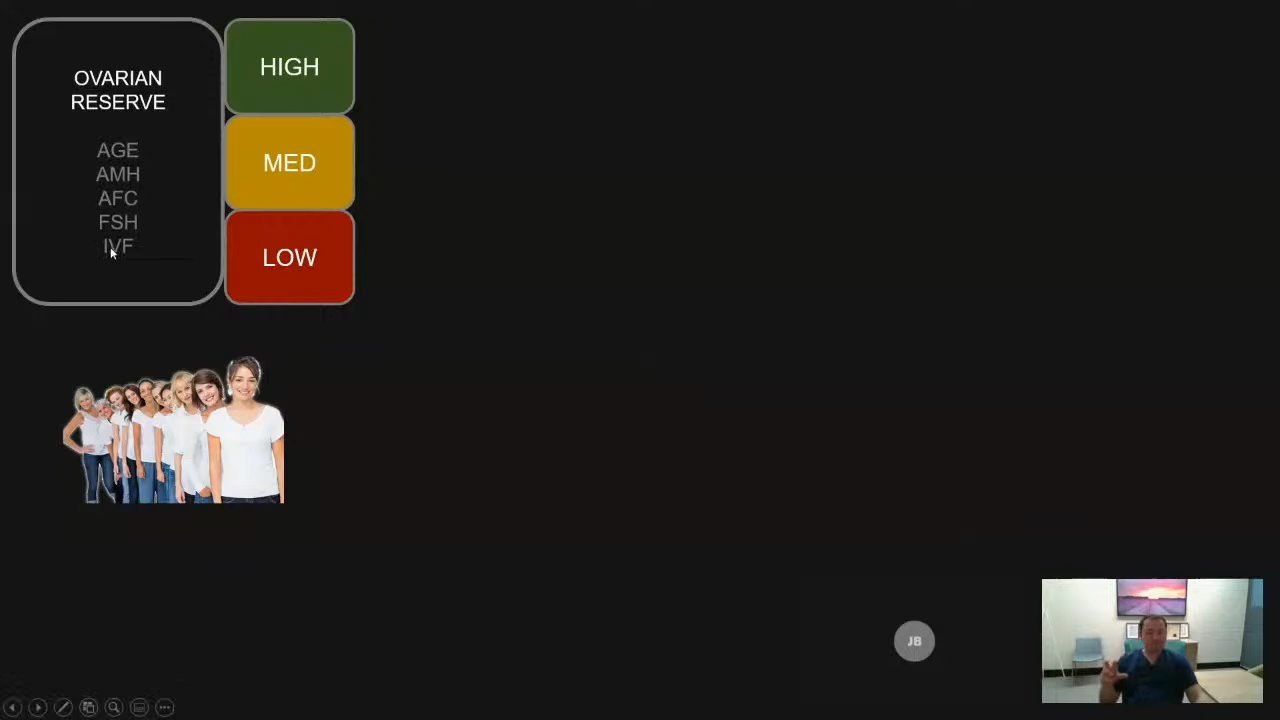 OVARIAN
RESERVE
AGE
AMH
AFC
FSH
IVF
HIGH
MED
LOW
JB